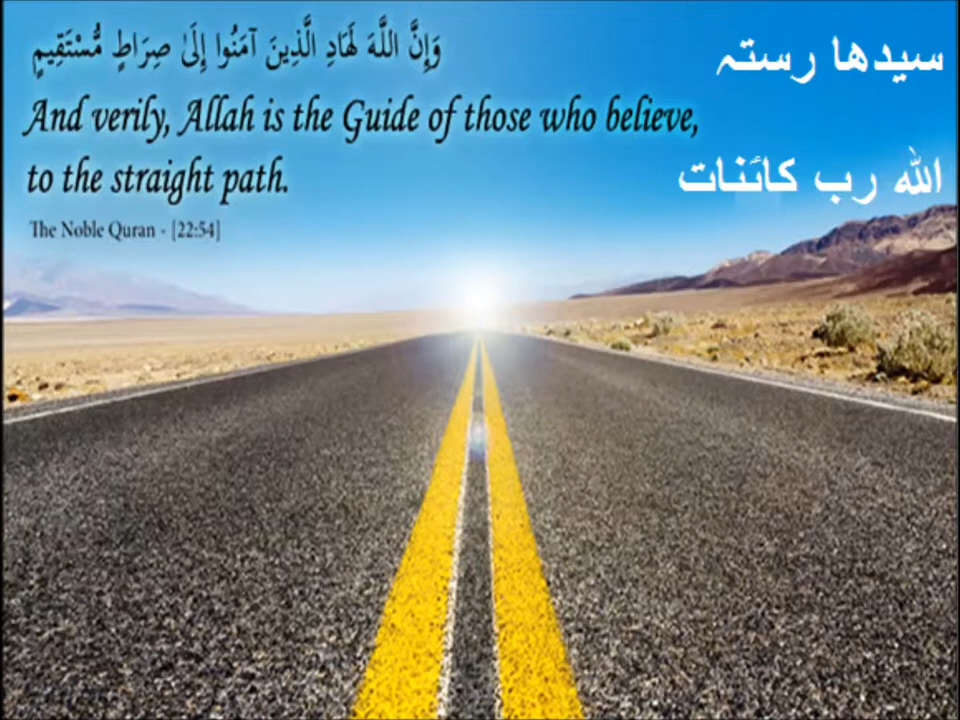 وَإِنَّ اللَّهَ لَهَادِ الَّذِينَ آمَنُوا إِلَىٰ صِرَاطٍ مُّسْتَقِيمٍ
And verily, Allah is the Guide of those who believe,
to the straight path.
The Noble Quran - [22:54]
سیدھا رستہ
اللہ رب کائنات